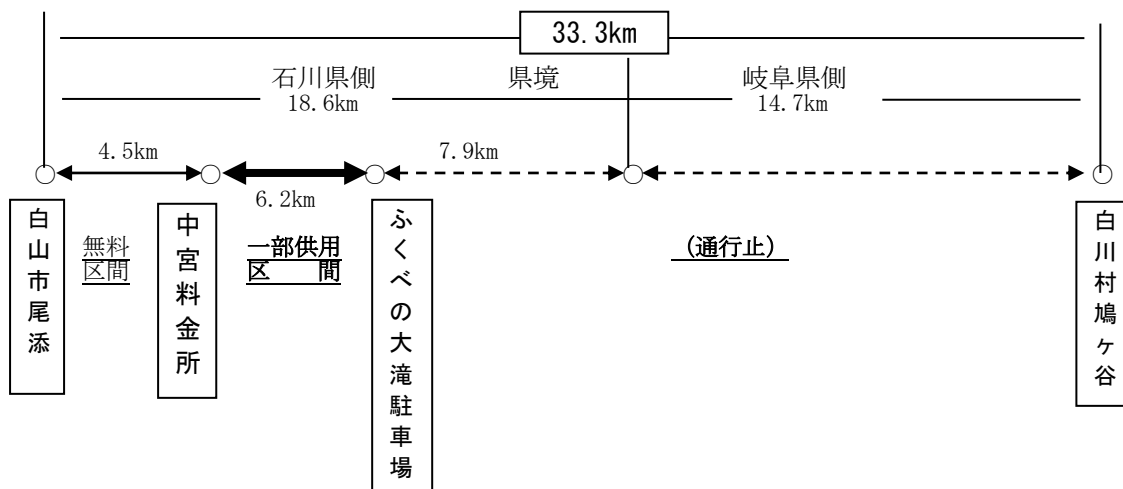 33.3km
石川県側
18.6km
県境
岐阜県側
14.7km
4.5km
7.9km
6.2km
白山市尾添
無料
区間
中宮料金所
一部供用
区　　間
ふくべの大滝駐車場
(通行止)
白川村鳩ヶ谷